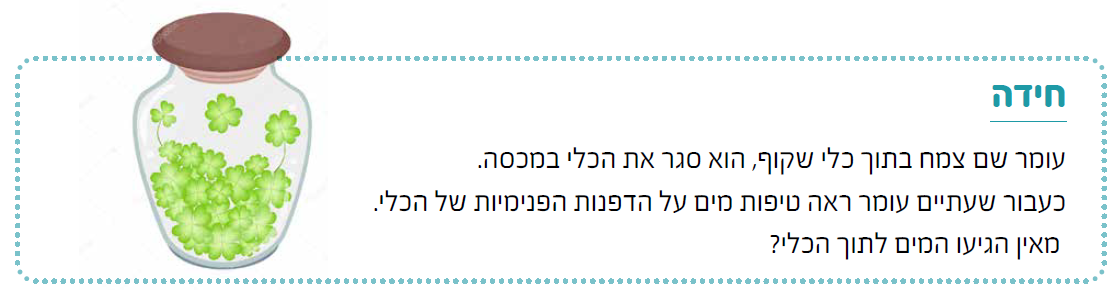 חידה
עומר שם צמח בתוך כלי שקוף, הוא סגר את הכלי במכסה.
כעבור שעתיים עומר ראה טיפות מים על הדפנות הפנימיות של הכלי.
מאין הגיעו המים לתוך הכלי?